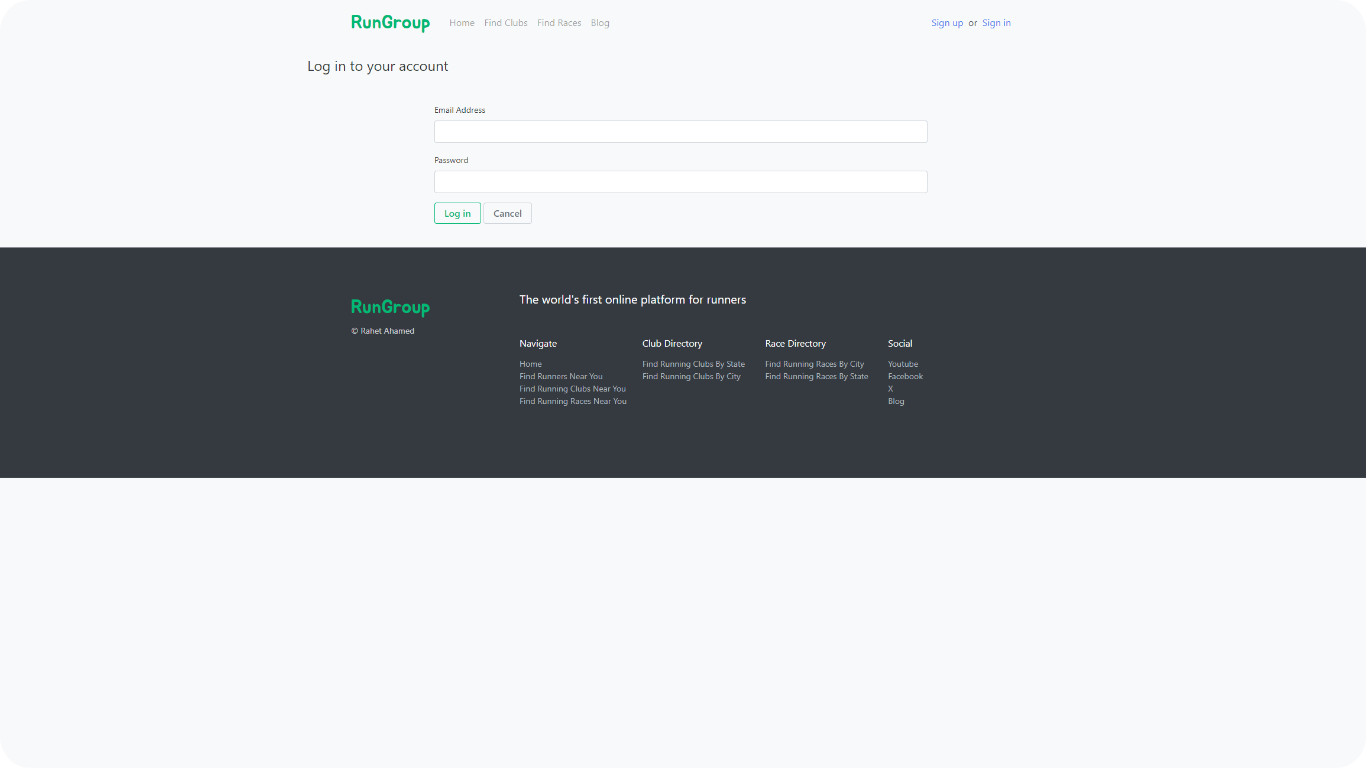 RunGroup Home Find Clubs Find Races Blog Sign up or Sign in
Log in to your account
Email Address
Password
Log in Cancel
RunGroup
© Rahet Ahamed
The world's first online platform for runners
Navigate
Home
Find Runners Near You
Find Running Clubs Near You
Find Running Races Near You
Club Directory
Find Running Clubs By State
Find Running Clubs By City
Race Directory
Find Running Races By City
Find Running Races By State
Social
Youtube
Facebook
X
Blog